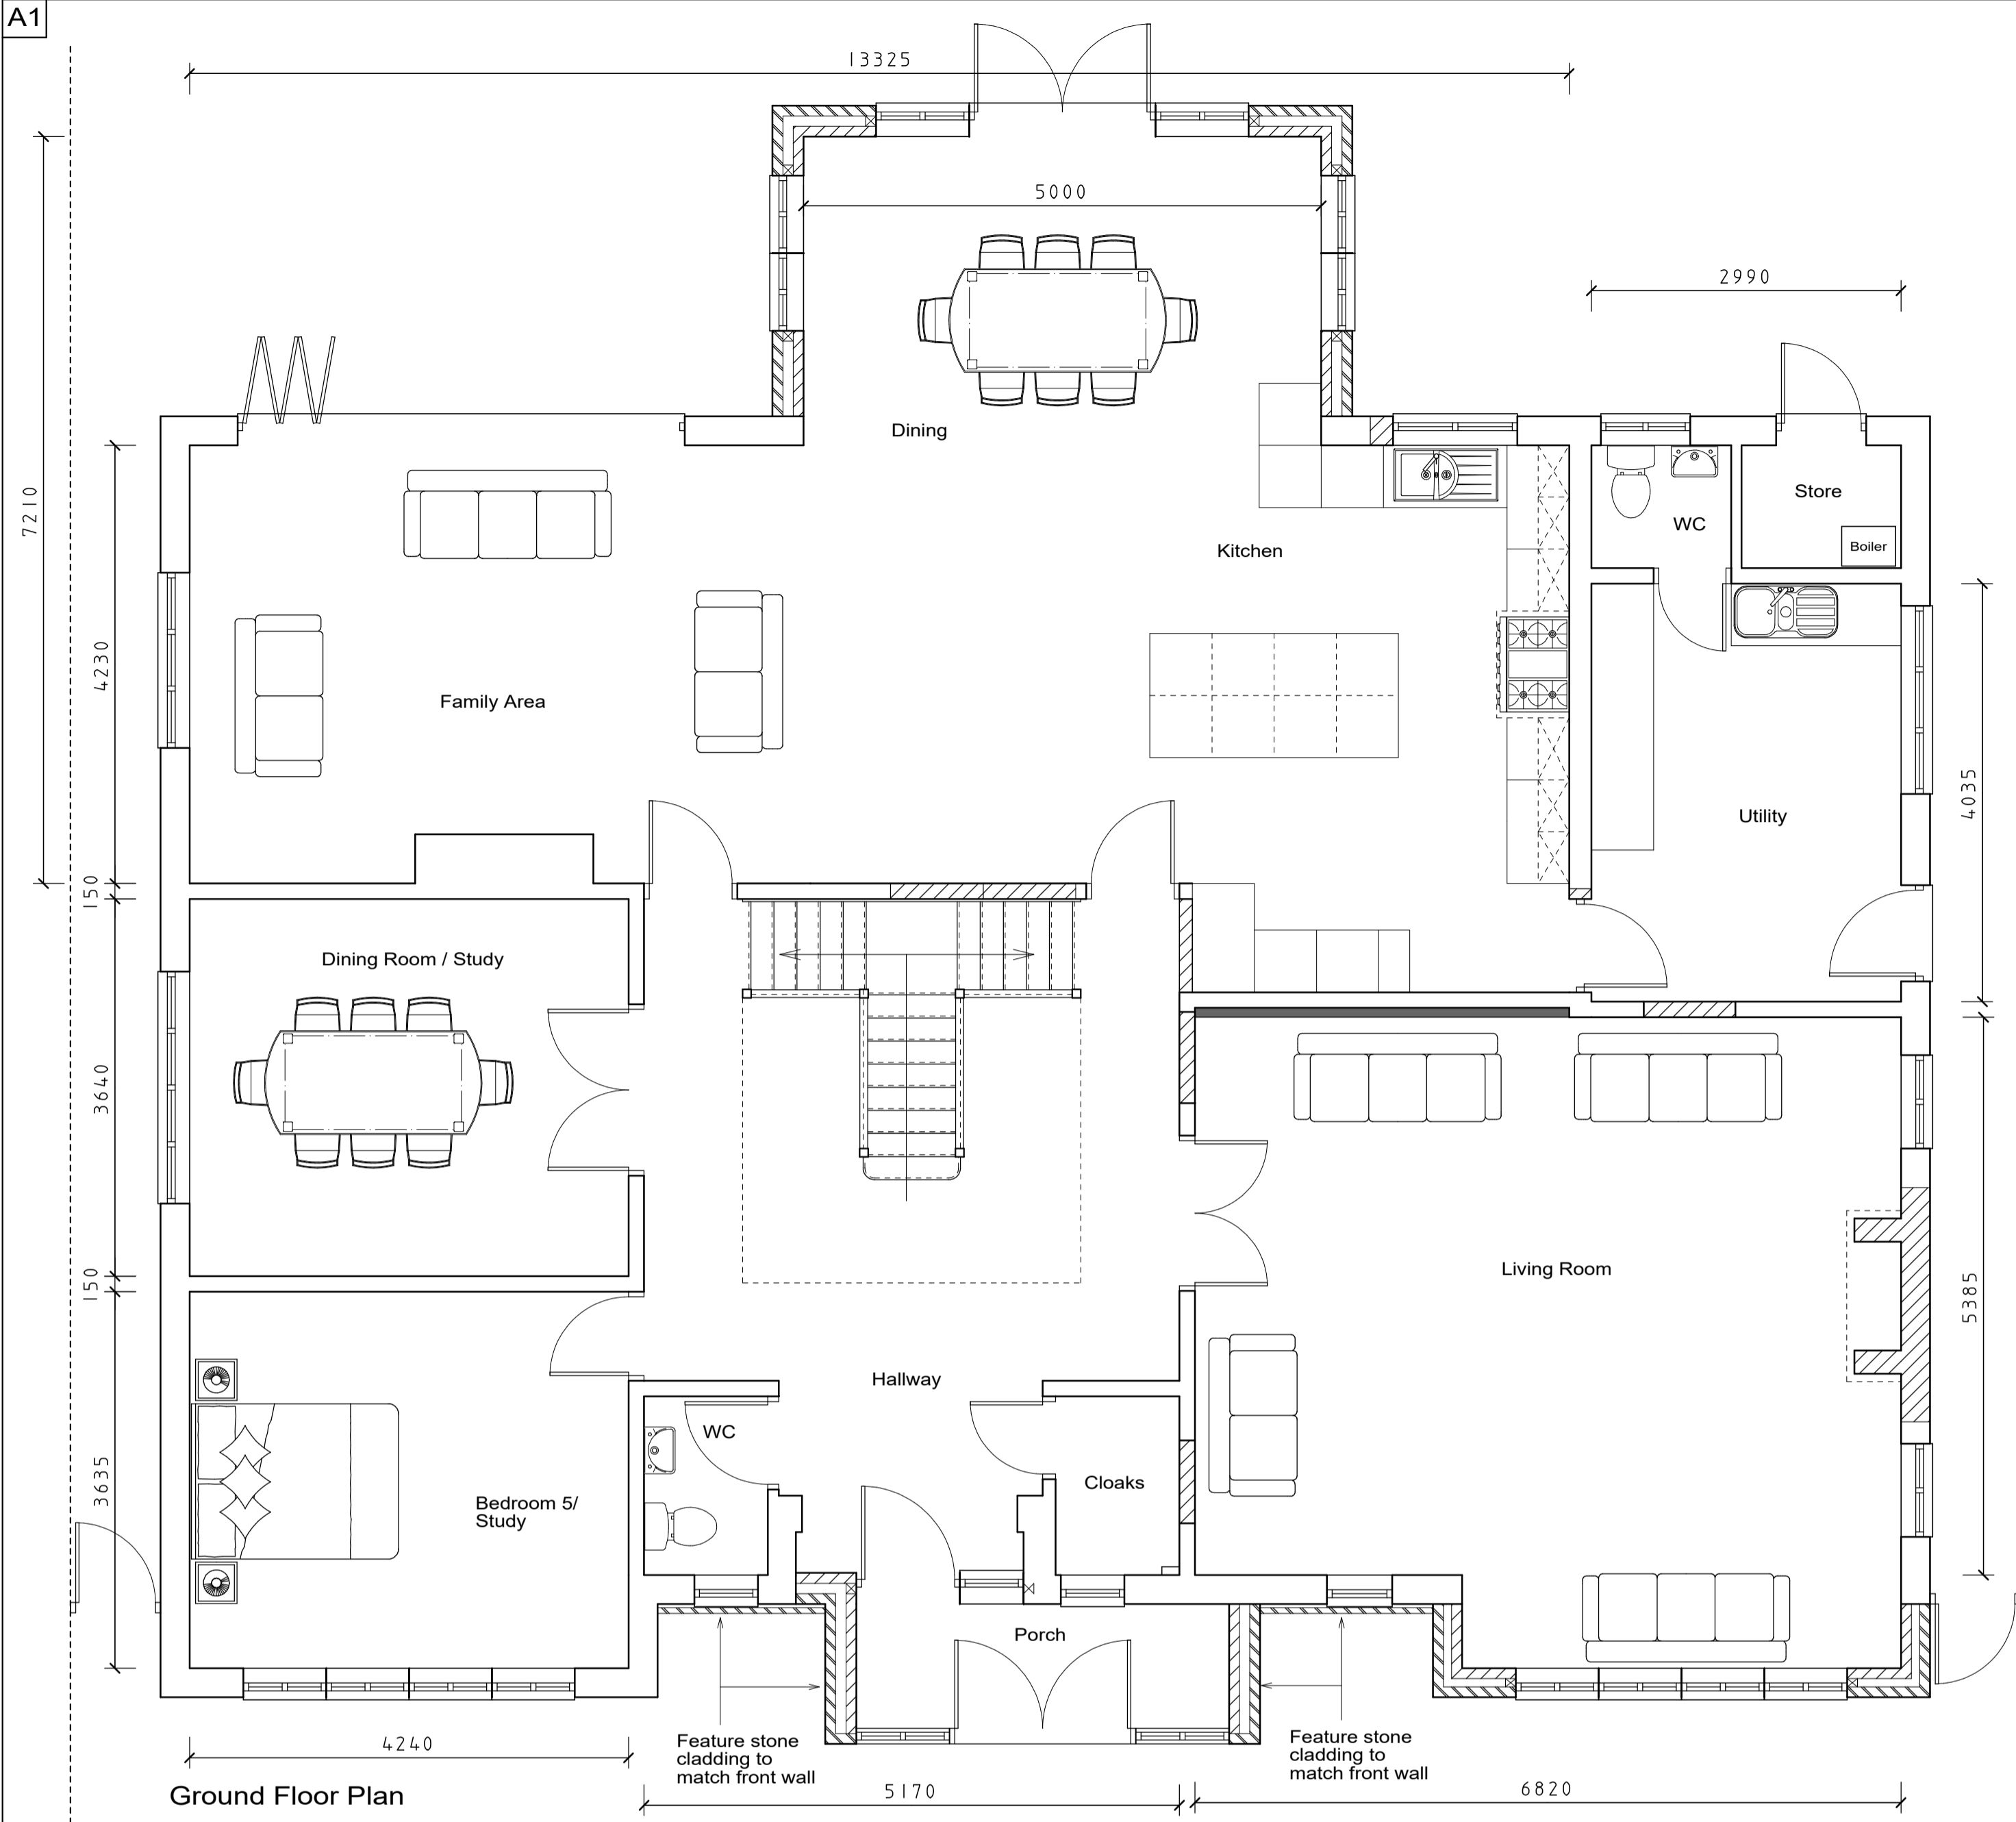 A1
13325
5000
2990
7210
4230
150
3640
150
3635
4035
5385
Dining
Store
WC
Boiler
Kitchen
Family Area
Utility
Dining Room / Study
Living Room
Hallway
WC
Cloaks
Bedroom 5/
Study
Porch
Feature stone
cladding to
match front wall
Feature stone
cladding to
match front wall
4240
5170
6820
Ground Floor Plan